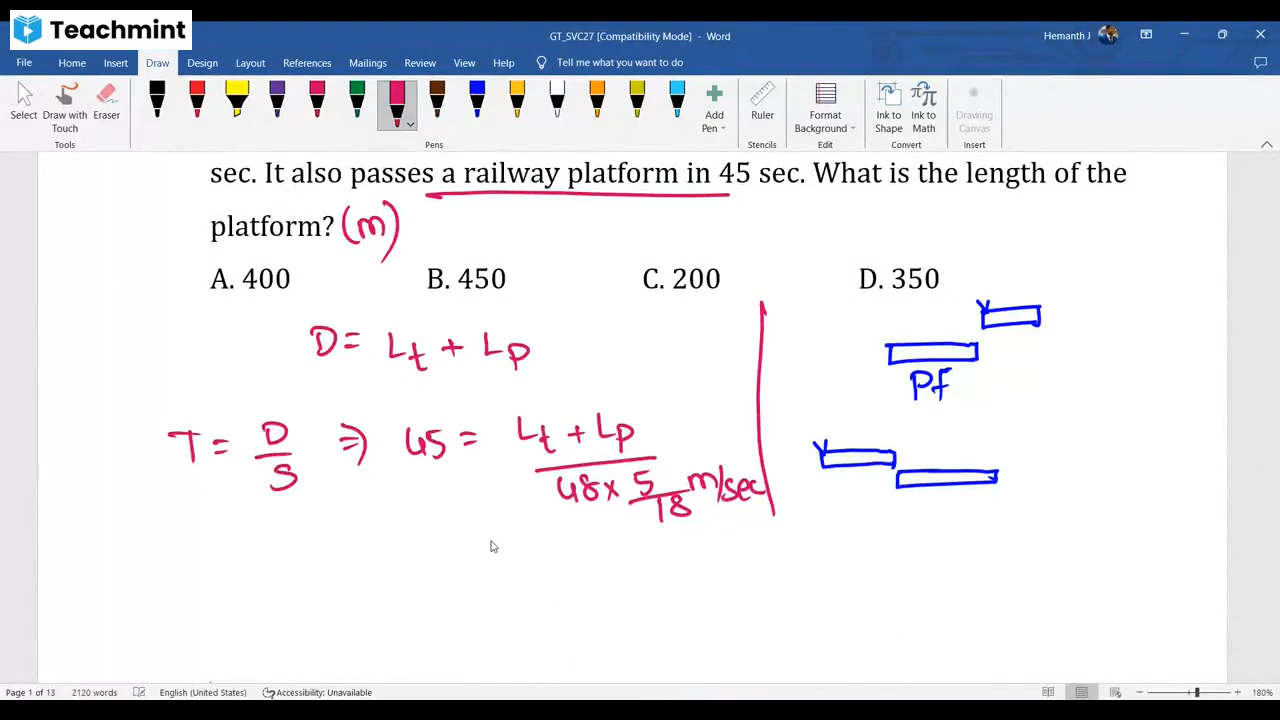 Teachmint
GT_SVC27 [Compatibility Mode] - Word
Hemanth J
File Home Insert Draw Design Layout References Mailings Review View Help Tell me what you want to do
Select
Draw with Touch
Eraser
Add Pen
Ruler
Format Background
Ink to Shape
Ink to Math
Drawing Canvas
Tools
Pens
Stencils
Edit
Convert
Insert
sec. It also passes a railway platform in 45 sec. What is the length of the
platform? (m)
A. 400 B. 450 C. 200 D. 350
D = Lt + Lp
PF
T = D/S ⇒ 45 = Lt + Lp / 48 × 5/18 m/sec
Page 1 of 13 2120 words English (United States) Accessibility: Unavailable 180%